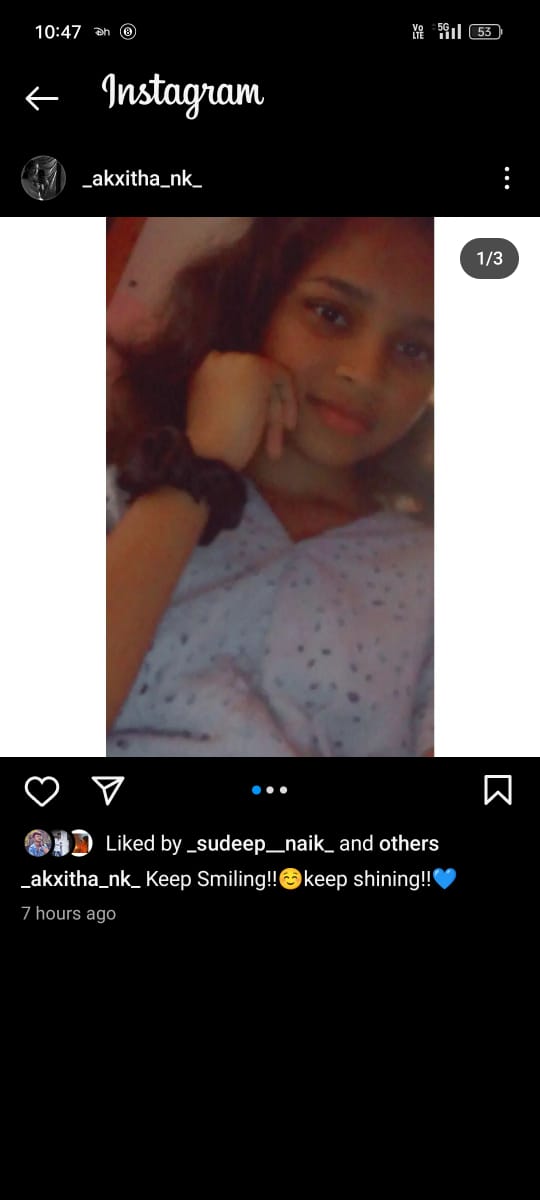 10:47
Vo LTE 5G 53
Instagram
_akxitha_nk_
1/3
Liked by _sudeep__naik_ and others
_akxitha_nk_ Keep Smiling!!☺️keep shining!!💙
7 hours ago